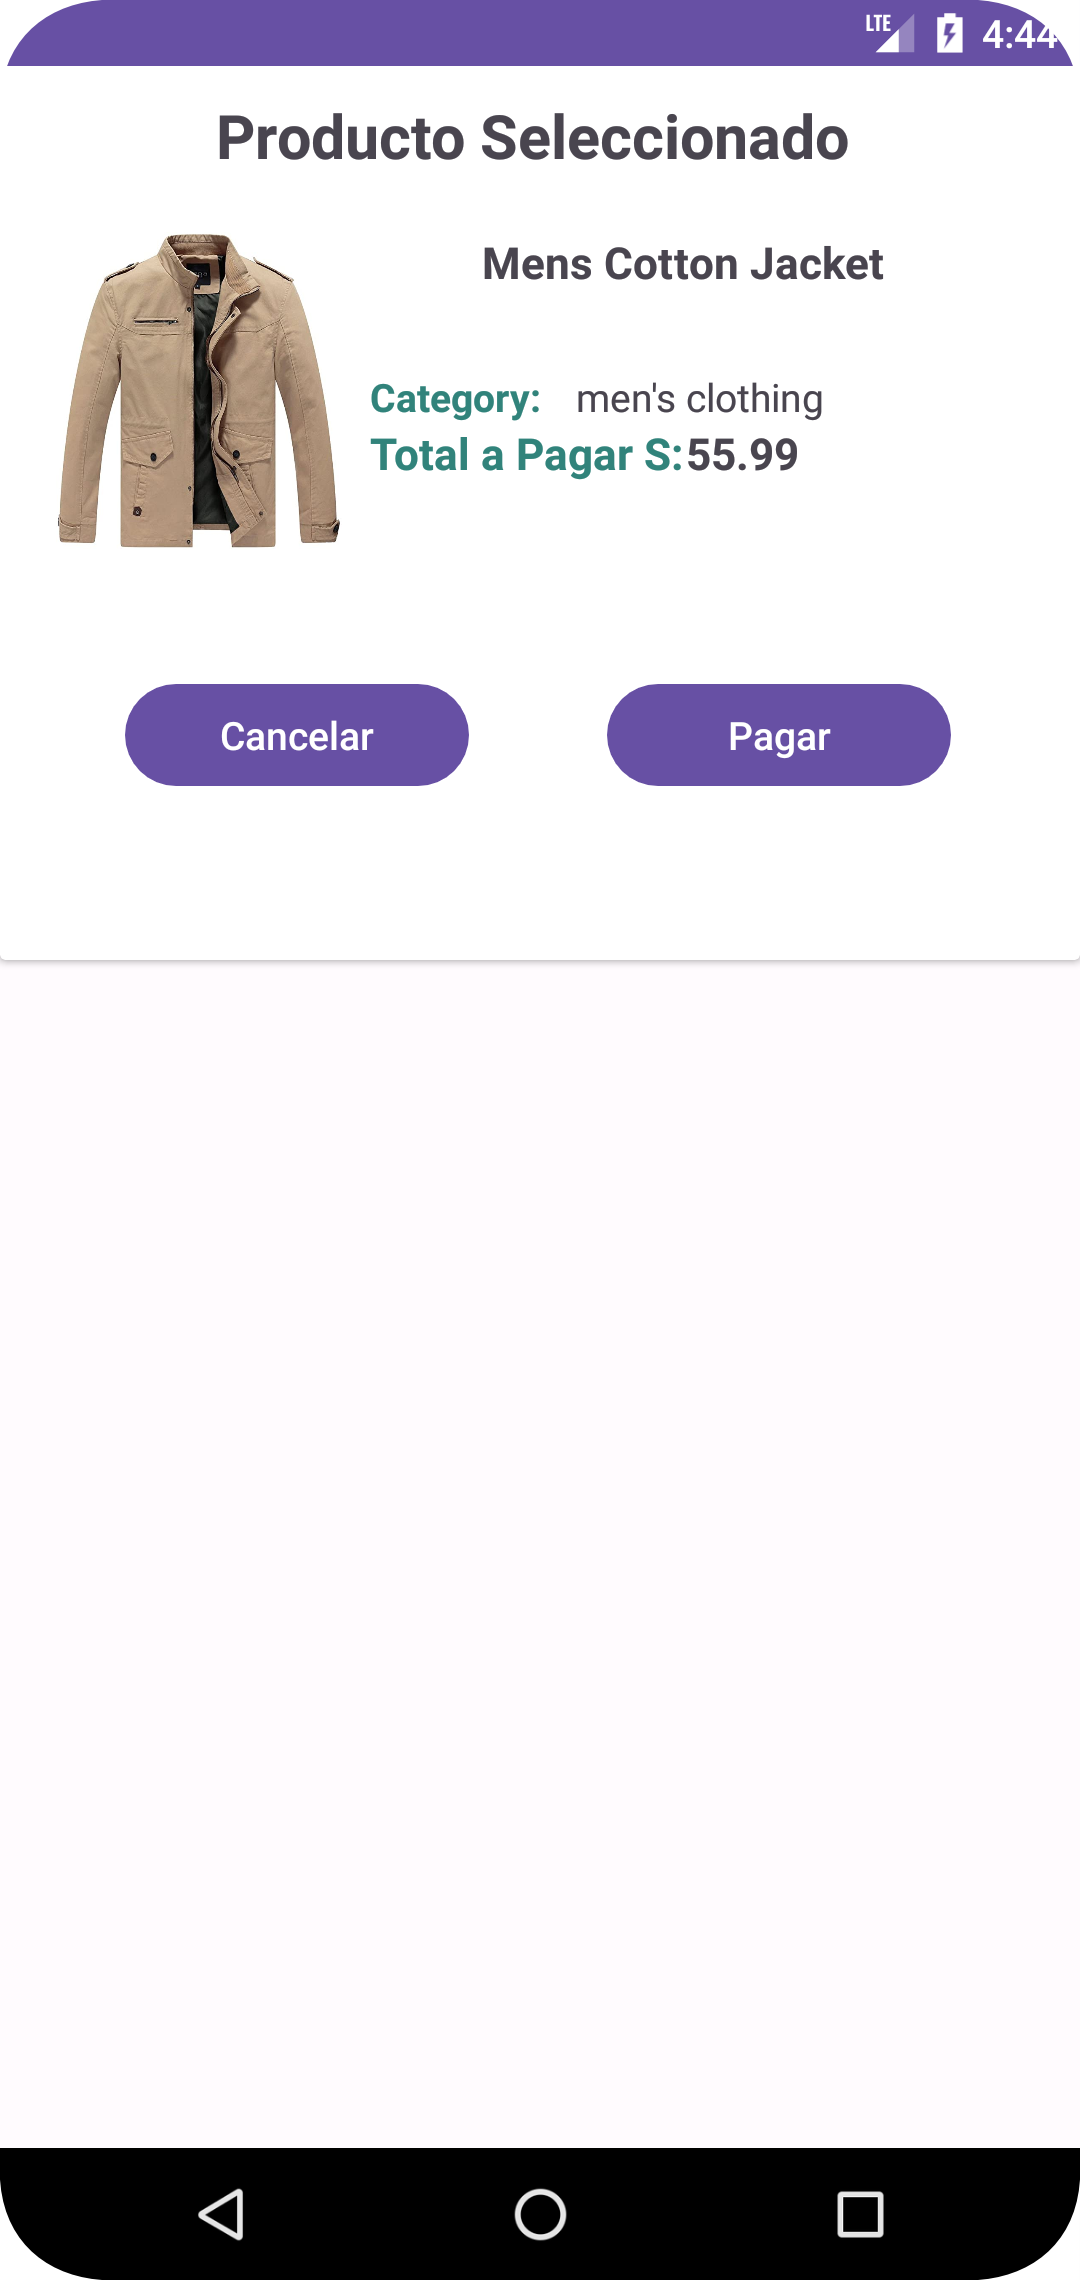 LTE 4:44
Producto Seleccionado
Mens Cotton Jacket
Category: men's clothing
Total a Pagar S:55.99
Cancelar Pagar